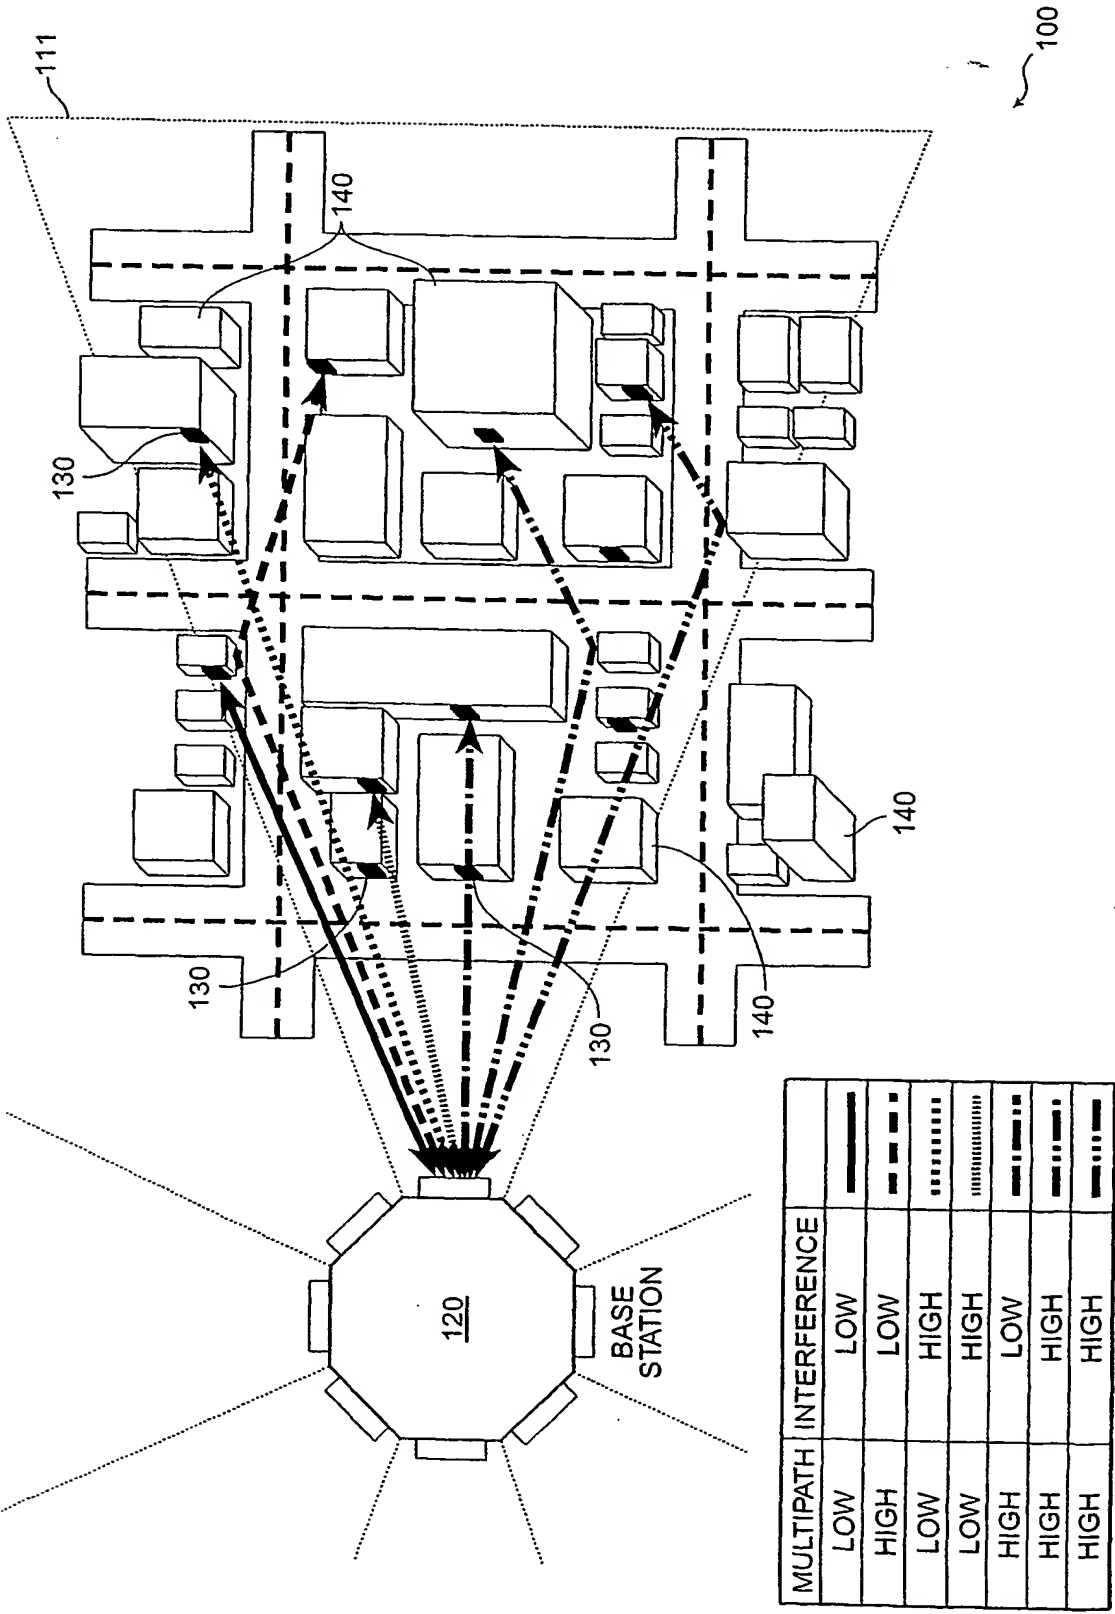 111
100
140
130
130
130
140
140
120
BASE
STATION
MULTIPATH INTERFERENCE
LOW LOW
HIGH LOW
LOW HIGH
LOW HIGH
HIGH LOW
HIGH HIGH
HIGH HIGH